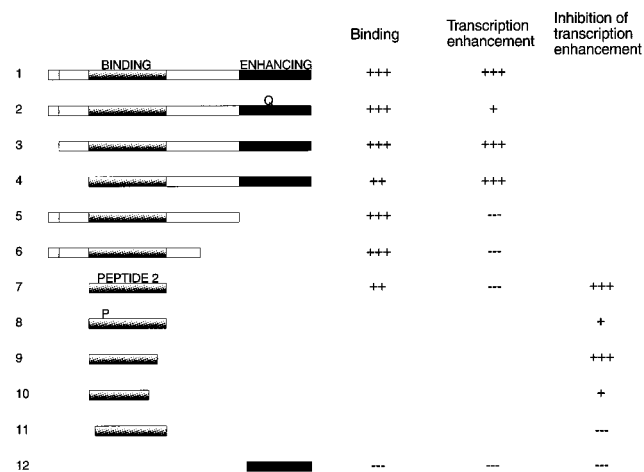 Binding Transcription enhancement Inhibition of transcription enhancement
BINDING ENHANCING
1 +++ +++
Q
2 +++ +
3 +++ +++
4 ++ +++
5 +++ ---
6 +++ ---
PEPTIDE 2
7 ++ --- +++
P
8 +
9 +++
10 +
11 ---
12 --- --- ---